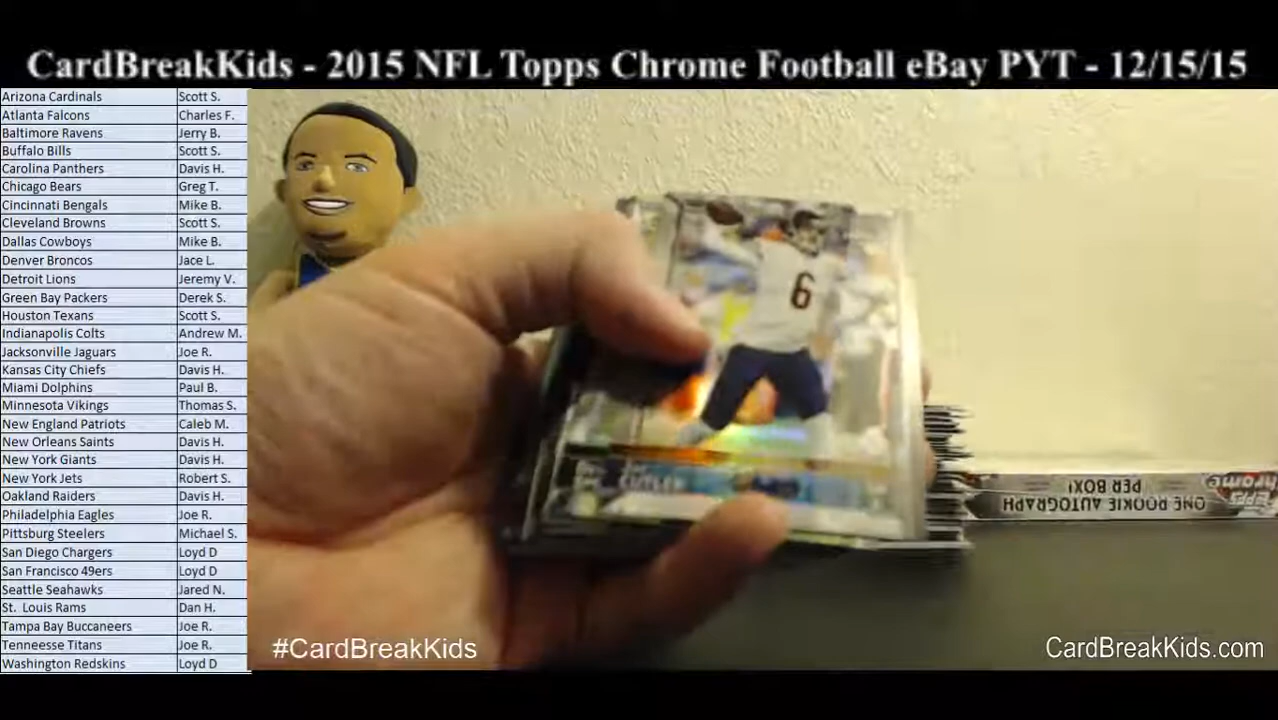 CardBreakKids - 2015 NFL Topps Chrome Football eBay PYT - 12/15/15
Arizona Cardinals Scott S.
Atlanta Falcons Charles F.
Baltimore Ravens Jerry B.
Buffalo Bills Scott S.
Carolina Panthers Davis H.
Chicago Bears Greg T.
Cincinnati Bengals Mike B.
Cleveland Browns Scott S.
Dallas Cowboys Mike B.
Denver Broncos Jace L.
Detroit Lions Jeremy V.
Green Bay Packers Derek S.
Houston Texans Scott S.
Indianapolis Colts Andrew M.
Jacksonville Jaguars Joe R.
Kansas City Chiefs Davis H.
Miami Dolphins Paul B.
Minnesota Vikings Thomas S.
New England Patriots Caleb M.
New Orleans Saints Davis H.
New York Giants Davis H.
New York Jets Robert S.
Oakland Raiders Davis H.
Philadelphia Eagles Joe R.
Pittsburg Steelers Michael S.
San Diego Chargers Loyd D
San Francisco 49ers Loyd D
Seattle Seahawks Jared N.
St. Louis Rams Dan H.
Tampa Bay Buccaneers Joe R.
Tenneesse Titans Joe R.
Washington Redskins Loyd D
6
CUTLER
ONE ROOKIE AUTOGRAPH
PER BOX!
chrome
#CardBreakKids
CardBreakKids.com